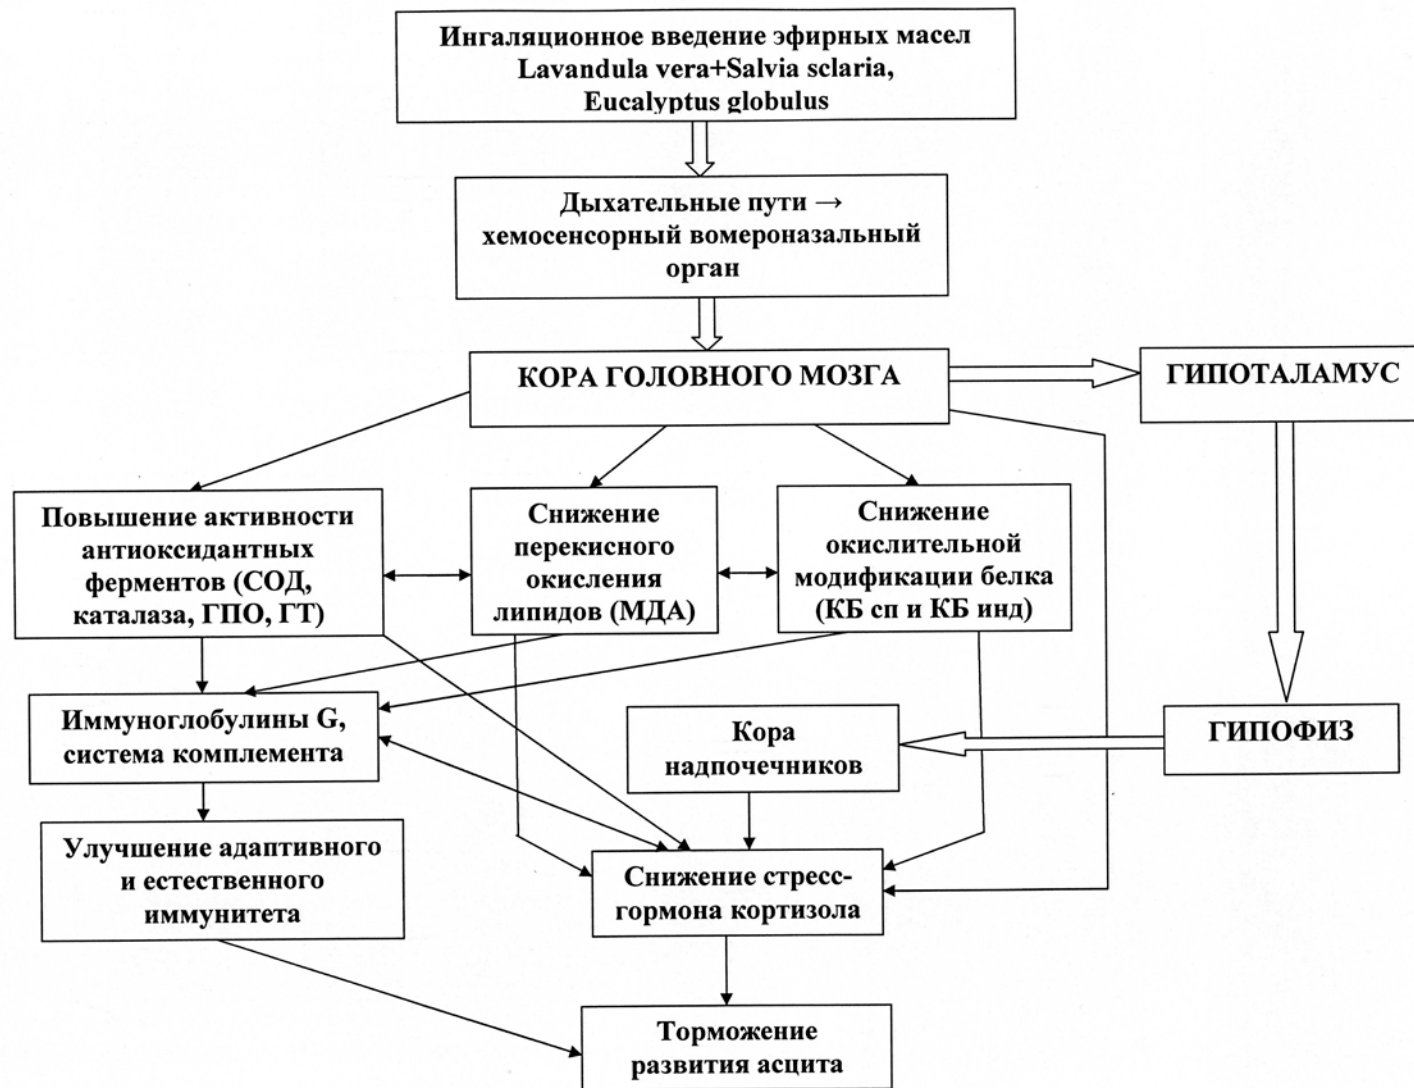 Ингаляционное введение эфирных масел
Lavandula vera+Salvia sclaria,
Eucalyptus globulus
Дыхательные пути →
хемосенсорный вомероназальный
орган
КОРА ГОЛОВНОГО МОЗГА
ГИПОТАЛАМУС
Повышение активности
антиоксидантных
ферментов (СОД,
каталаза, ГПО, ГТ)
Снижение
перекисного
окисления
липидов (МДА)
Снижение
окислительной
модификации белка
(КБ сп и КБ инд)
Иммуноглобулины G,
система комплемента
Кора
надпочечников
ГИПОФИЗ
Улучшение адаптивного
и естественного
иммунитета
Снижение стресс-
гормона кортизола
Торможение
развития асцита